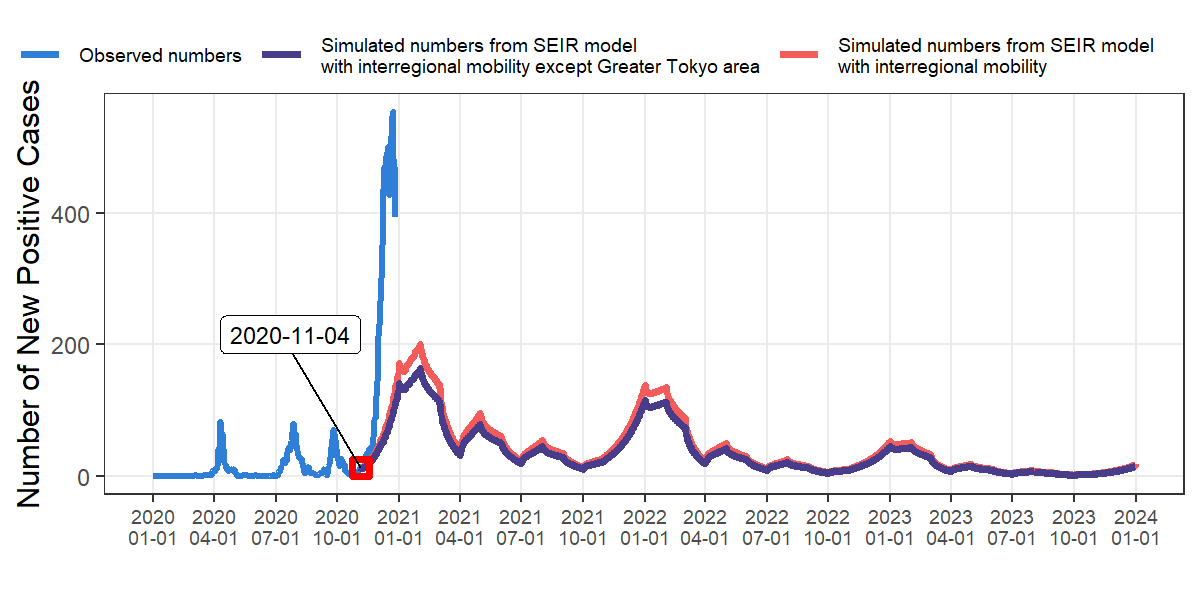 Observed numbers
Simulated numbers from SEIR model
with interregional mobility except Greater Tokyo area
Simulated numbers from SEIR model
with interregional mobility
Number of New Positive Cases
400
200
0
2020-11-04
2020 2020 2020 2020 2021 2021 2021 2021 2022 2022 2022 2022 2023 2023 2023 2023 2024
01-01 04-01 07-01 10-01 01-01 04-01 07-01 10-01 01-01 04-01 07-01 10-01 01-01 04-01 07-01 10-01 01-01